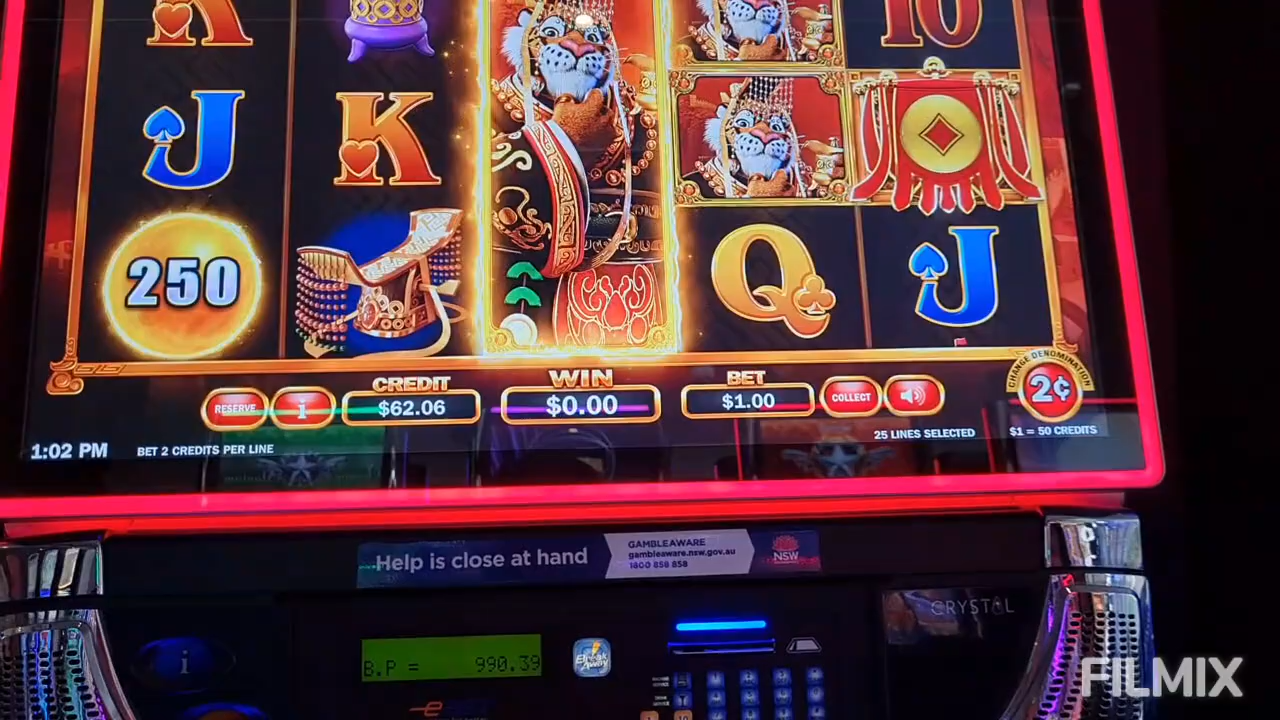 A
10
J
K
250
Q
J
CHANGE DENOMINATION
2¢
RESERVE
i
CREDIT
$62.06
WIN
$0.00
BET
$1.00
COLLECT
1:02 PM
BET 2 CREDITS PER LINE
25 LINES SELECTED
$1 = 50 CREDITS
Help is close at hand
GAMBLEAWARE
gambleaware.nsw.gov.au
1800 858 858
NSW
CRYSTAL
i
B.P = 990.39
Break Away
FILMIX